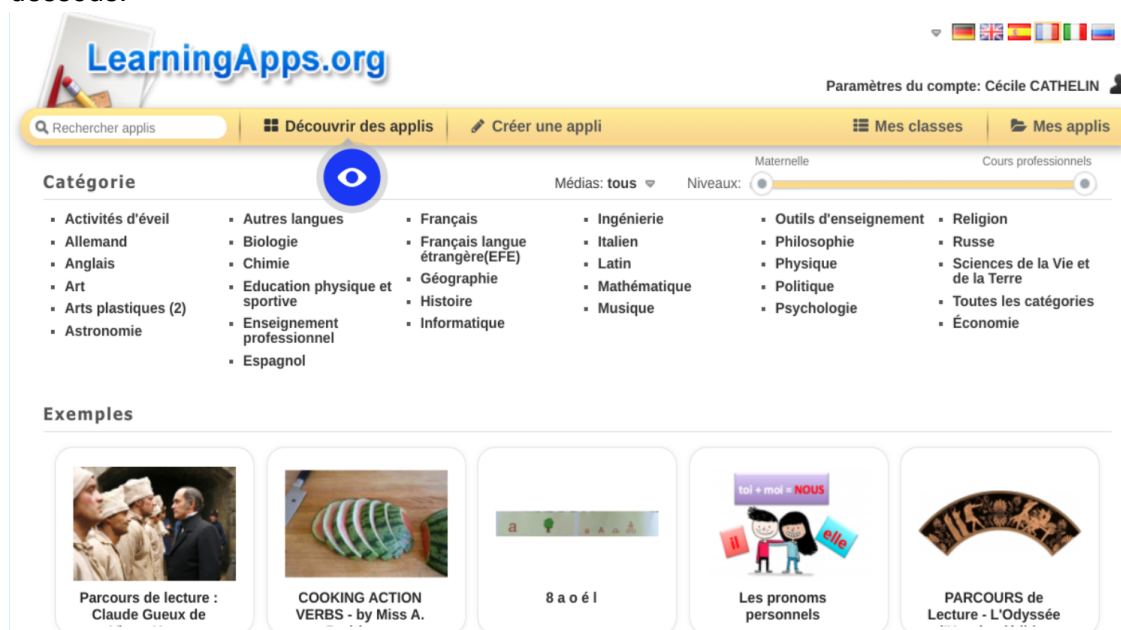 LearningApps.org
Paramètres du compte: Cécile CATHELIN
Rechercher applis
Découvrir des applis
Créer une appli
Mes classes
Mes applis
Catégorie
Médias: tous
Niveaux:
Maternelle
Cours professionnels
Activités d'éveil
Allemand
Anglais
Art
Arts plastiques (2)
Astronomie
Autres langues
Biologie
Chimie
Education physique et
sportive
Enseignement
professionnel
Espagnol
Français
Français langue
étrangère(EFE)
Géographie
Histoire
Informatique
Ingénierie
Italien
Latin
Mathématique
Musique
Outils d'enseignement
Philosophie
Physique
Politique
Psychologie
Religion
Russe
Sciences de la Vie et
de la Terre
Toutes les catégories
Économie
Exemples
Parcours de lecture :
Claude Gueux de
COOKING ACTION
VERBS - by Miss A.
a
8 a o é l
toi + moi = NOUS
il
elle
Les pronoms
personnels
PARCOURS de
Lecture - L'Odyssée